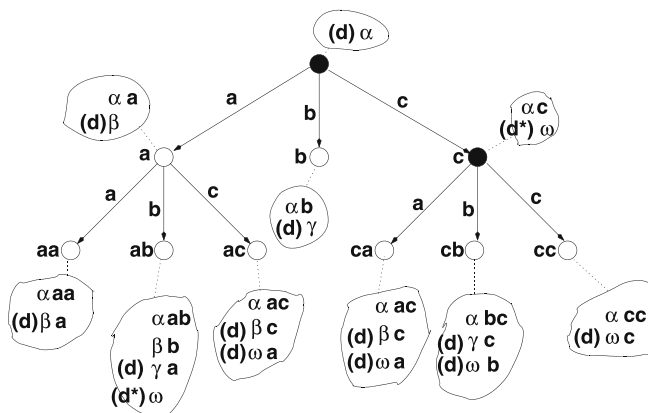 (d) α
a
b
c
α a
(d) β
α c
(d*) ω
a
b
c
a
b
c
α b
(d) γ
a
b
c
aa
ab
ac
ca
cb
cc
α aa
(d) β a
α ab
β b
(d) γ a
(d*) ω
α ac
(d) β c
(d) ω a
α ac
(d) β c
(d) ω a
α bc
(d) γ c
(d) ω b
α cc
(d) ω c